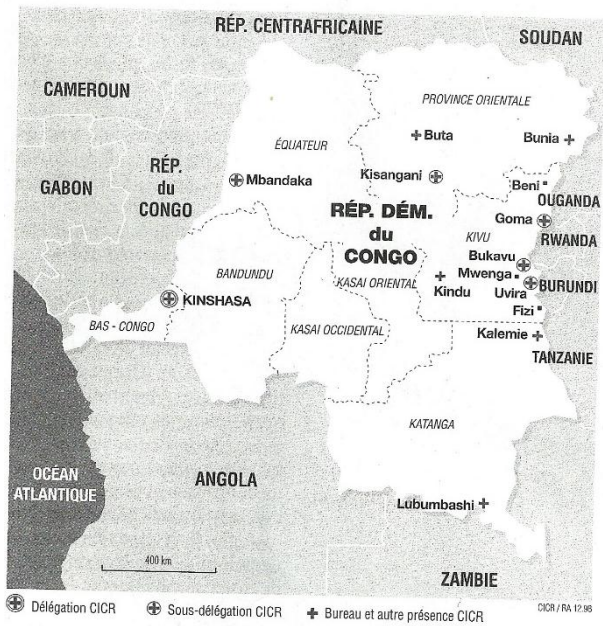 RÉP. CENTRAFRICAINE
SOUDAN
CAMEROUN
PROVINCE ORIENTALE
Buta
Bunia
ÉQUATEUR
RÉP.
du
CONGO
GABON
Mbandaka
Kisangani
Beni
OUGANDA
RÉP. DÉM.
du
CONGO
Goma
KIVU
RWANDA
Bukavu
Mwenga
BURUNDI
BANDUNDU
KASAI ORIENTAL
Kindu
Uvira
KINSHASA
Fizi
BAS - CONGO
KASAI OCCIDENTAL
Kalemie
TANZANIE
KATANGA
OCÉAN
ATLANTIQUE
ANGOLA
Lubumbashi
400 km
ZAMBIE
Délégation CICR
Sous-délégation CICR
Bureau et autre présence CICR
CICR / RA 12.98